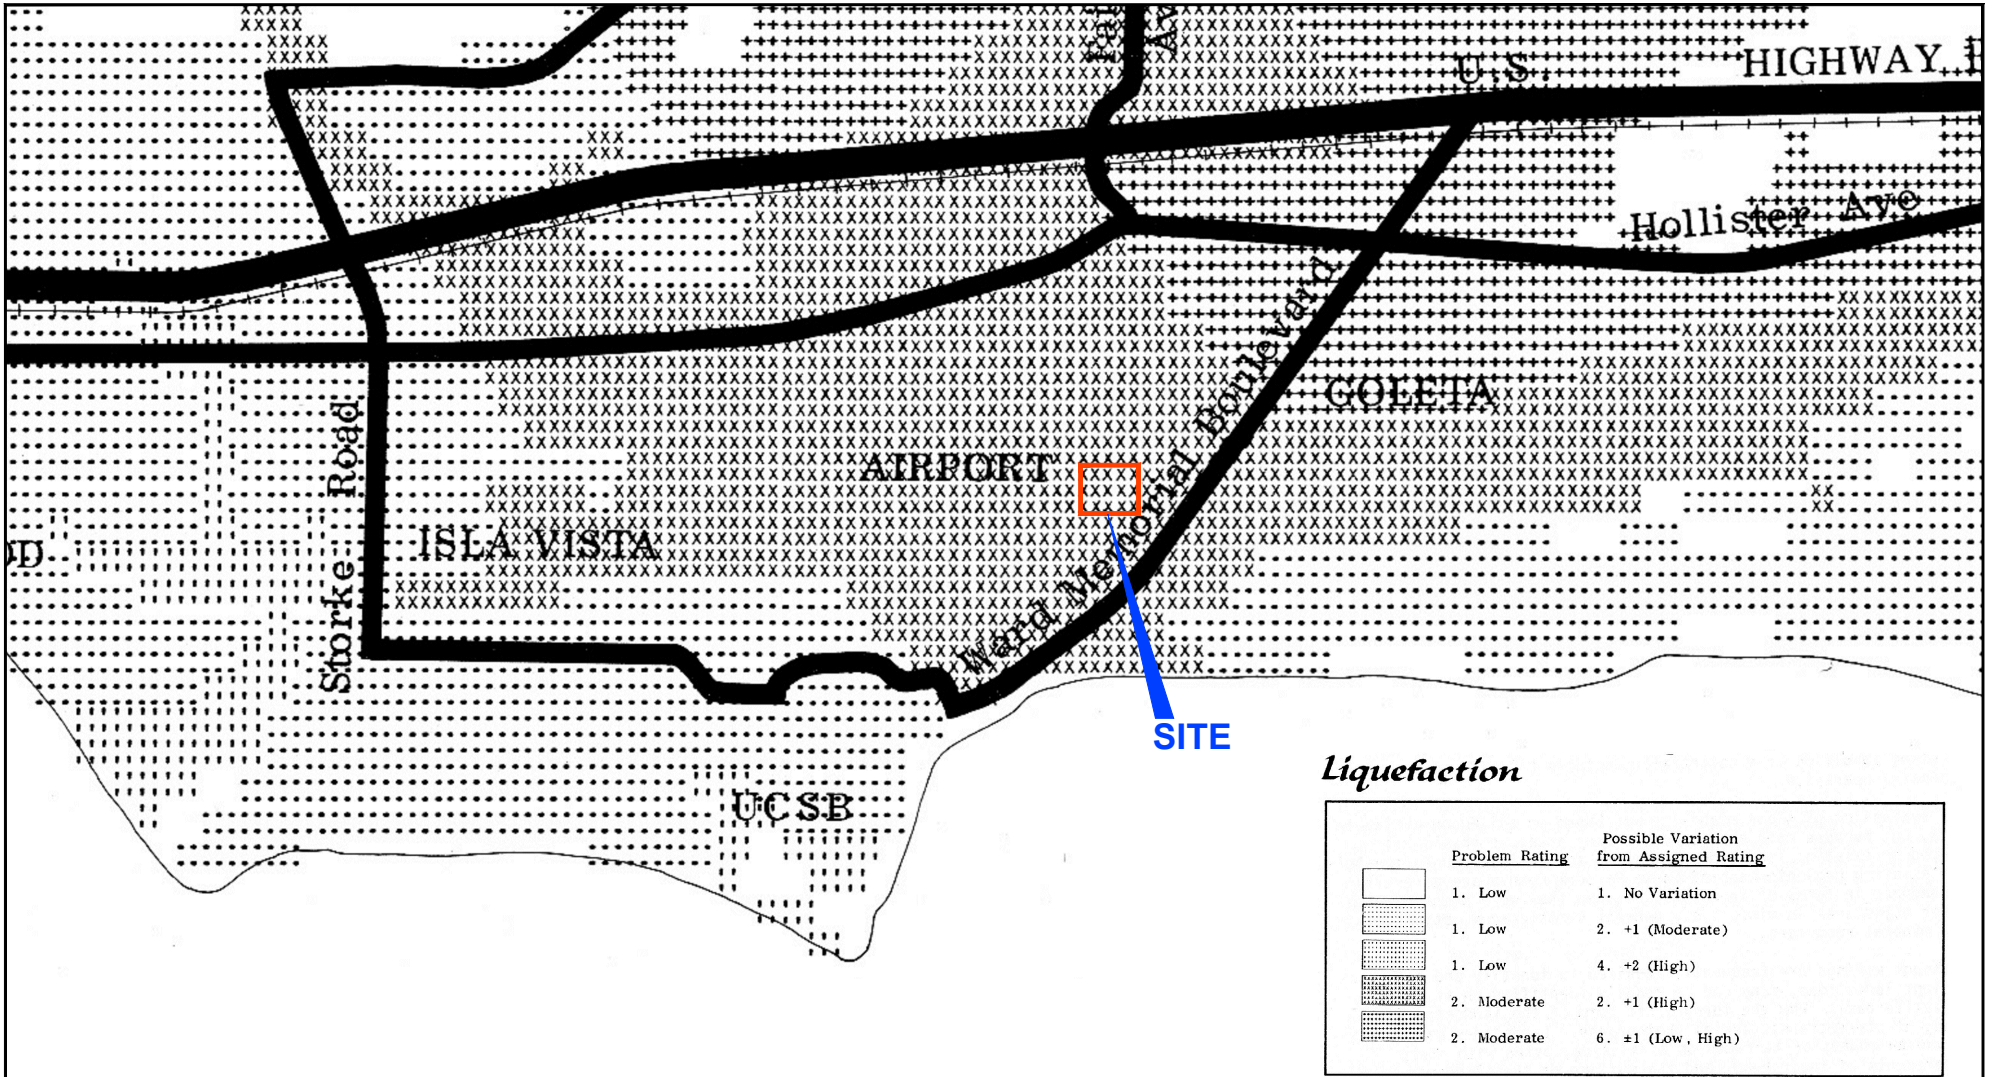 U.S. HIGHWAY
Hollister Ave
Ward Memorial Boulevard
GOLETA
AIRPORT
Storke Road
ISLA VISTA
SITE
UCSB
Liquefaction
Problem Rating
Possible Variation
from Assigned Rating
1. Low 1. No Variation
1. Low 2. +1 (Moderate)
1. Low 4. +2 (High)
2. Moderate 2. +1 (High)
2. Moderate 6. ±1 (Low, High)